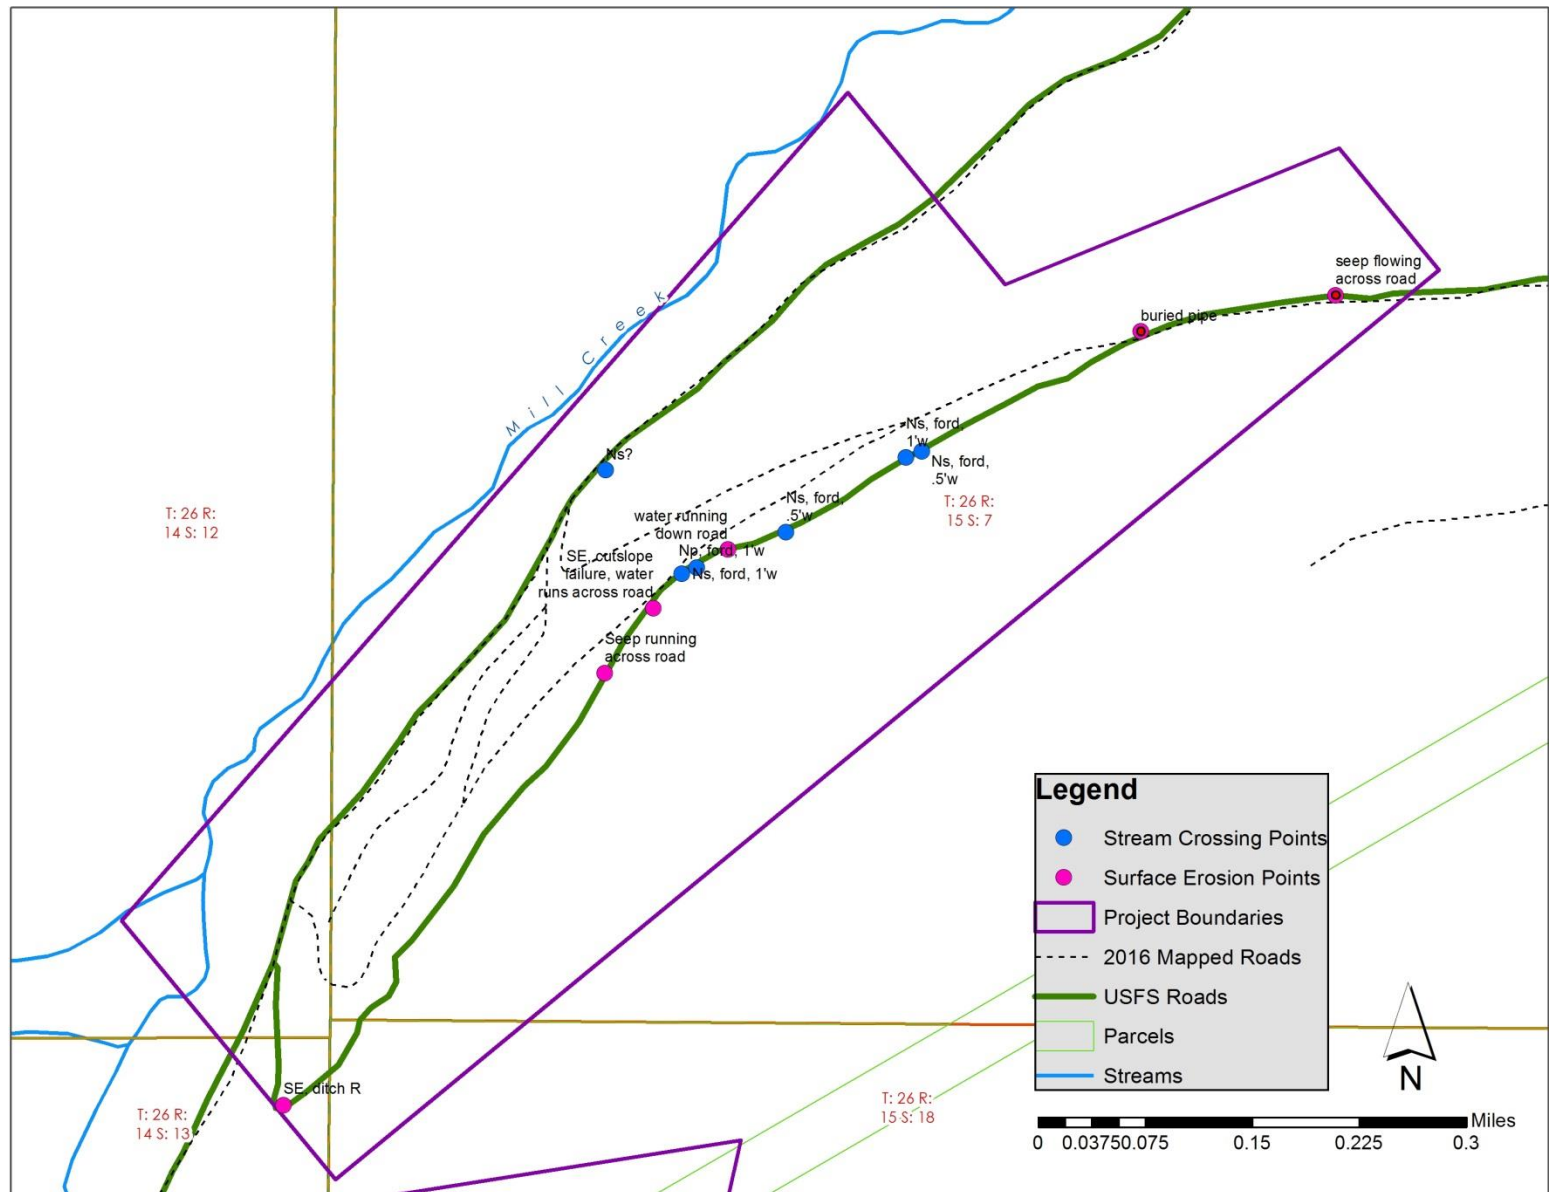 seep flowing
across road
buried pipe
Mill Creek
Ns, ford,
1'w
Ns?
Ns, ford,
.5'w
T: 26 R:
14 S: 12
T: 26 R:
15 S: 7
Ns, ford,
.5'w
water running
down road
Np, ford, 1'w
SE, cutslope
failure, water
runs across road
Ns, ford, 1'w
Seep running
across road
Legend
Stream Crossing Points
Surface Erosion Points
Project Boundaries
2016 Mapped Roads
USFS Roads
Parcels
Streams
N
SE, ditch R
T: 26 R:
14 S: 13
T: 26 R:
15 S: 18
Miles
0 0.03750.075 0.15 0.225 0.3